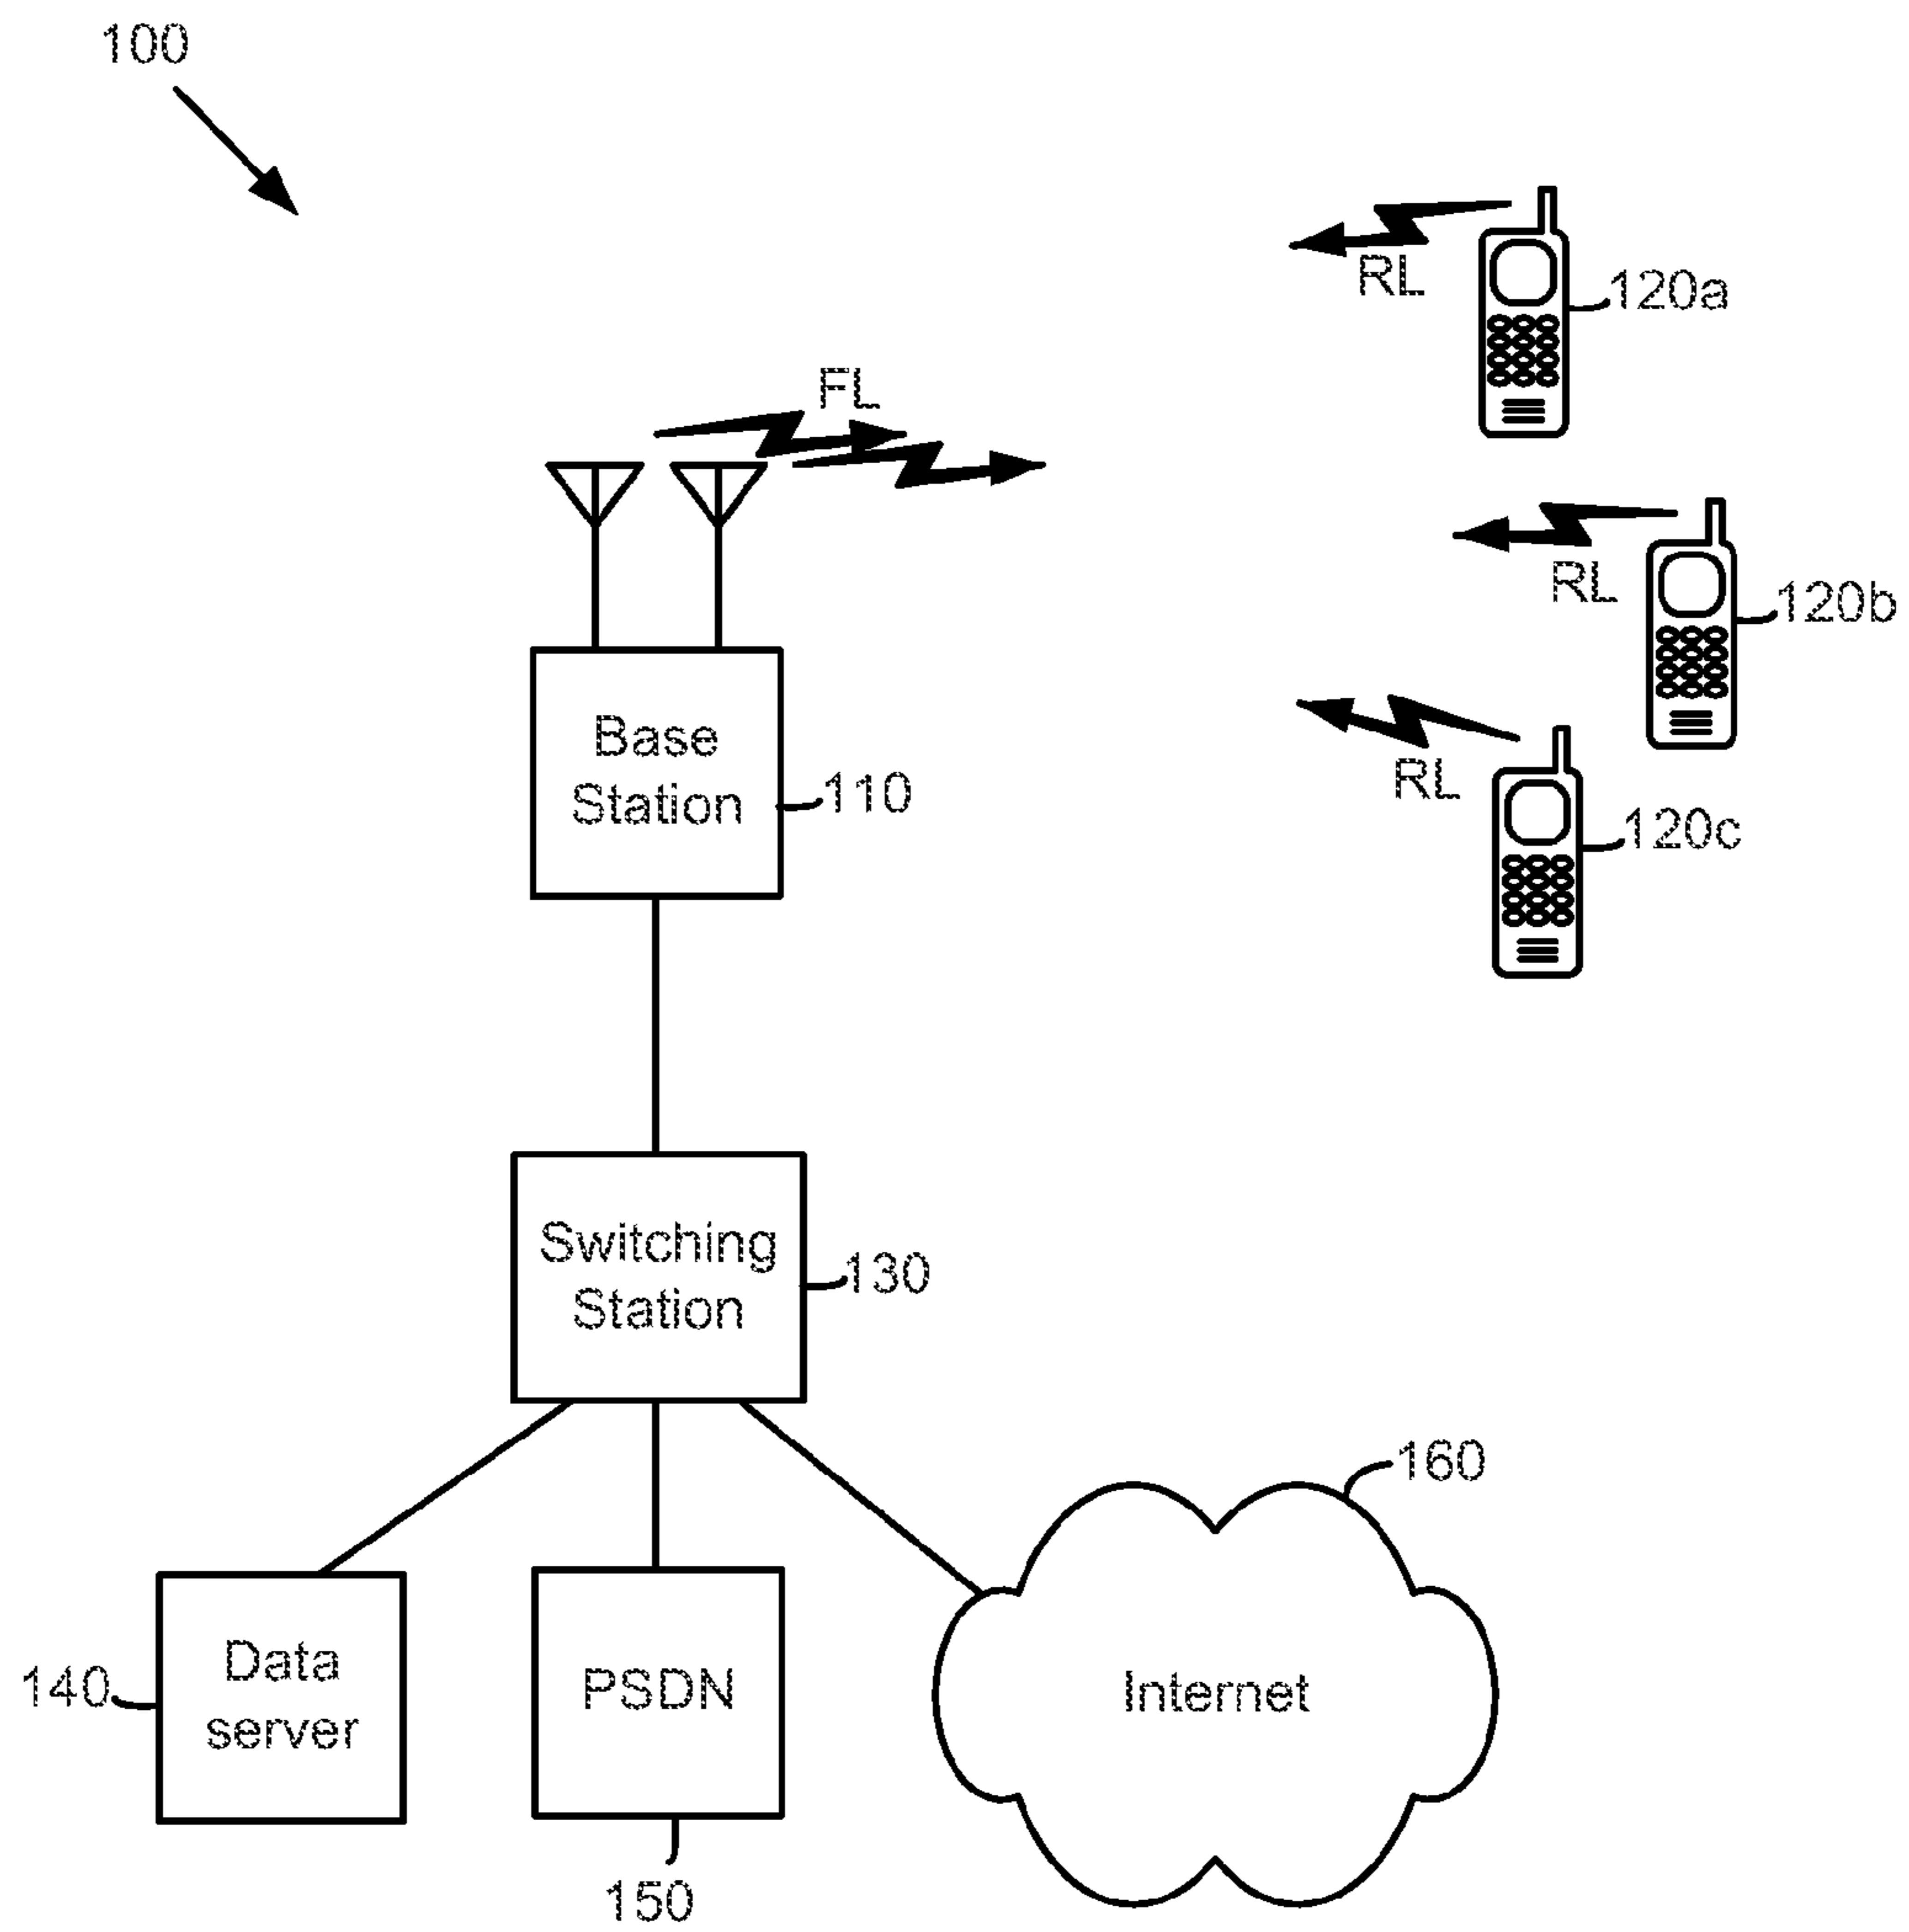 100
RL
120a
FL
RL
120b
Base
Station
110
RL
120c
Switching
Station
130
160
Data
server
140
PSDN
Internet
150